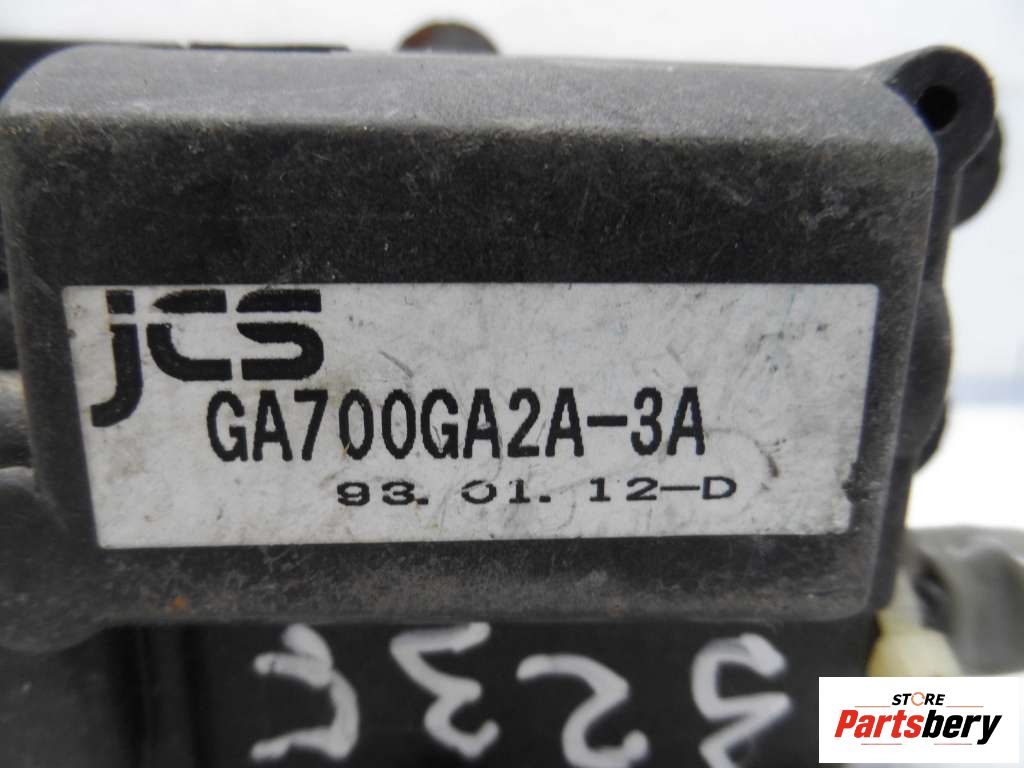 jcs
GA700GA2A-3A
93. 01. 12-D
STORE
Partsbery